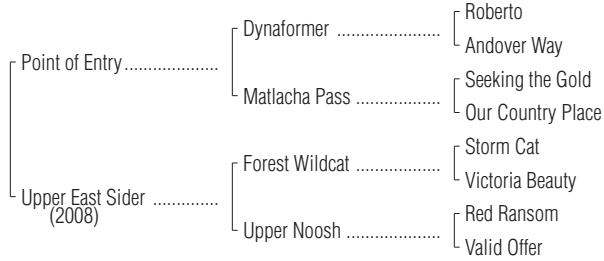 Roberto
Dynaformer ..................
Andover Way
Point of Entry....................
Seeking the Gold
Matlacha Pass ..................
Our Country Place
Storm Cat
Forest Wildcat ..................
Victoria Beauty
Upper East Sider ..............
(2008)
Red Ransom
Upper Noosh ....................
Valid Offer